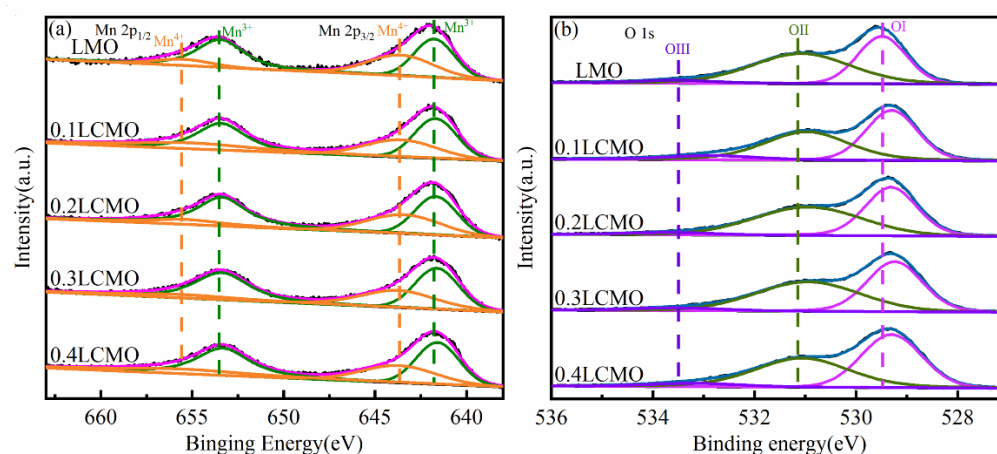 (a) Mn 2p1/2 Mn4+ Mn3+ Mn 2p3/2 Mn4+ Mn3+
LMO
0.1LCMO
0.2LCMO
0.3LCMO
0.4LCMO
Intensity(a.u.)
660 655 650 645 640
Binging Energy(eV)
(b) O 1s OIII OII OI
LMO
0.1LCMO
0.2LCMO
0.3LCMO
0.4LCMO
Intensity(a.u.)
536 534 532 530 528
Binding energy(eV)